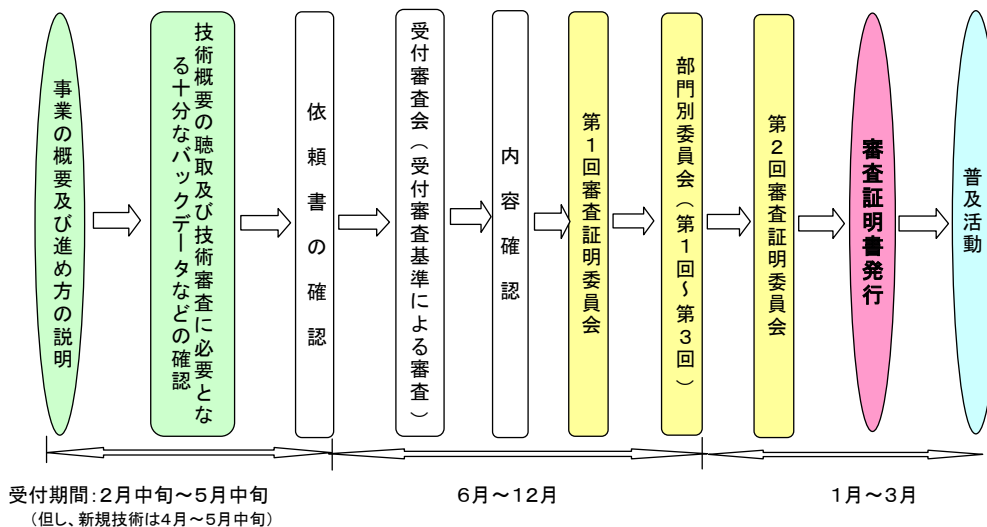 事業の概要及び進め方の説明
技術概要の聴取及び技術審査に必要とな
る十分なバックデータなどの確認
依頼書の確認
受付審査会(受付審査基準による審査)
内容確認
第1回審査証明委員会
部門別委員会(第1回~第3回)
第2回審査証明委員会
審査証明書発行
普及活動
受付期間:2月中旬~5月中旬
(但し、新規技術は4月~5月中旬)
6月~12月
1月~3月